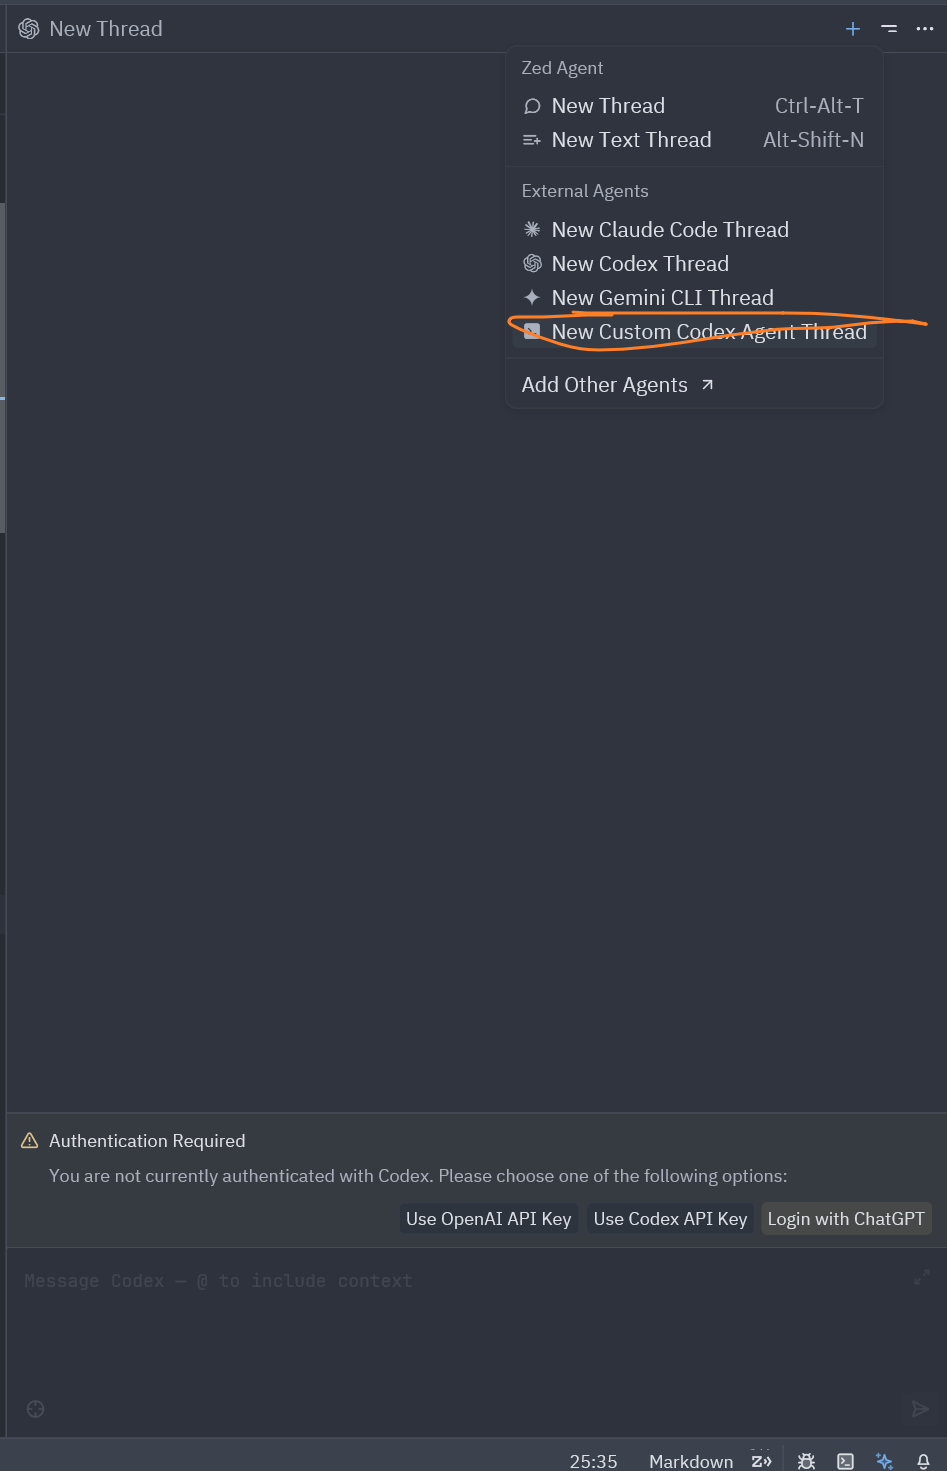 New Thread
Zed Agent
New Thread Ctrl-Alt-T
New Text Thread Alt-Shift-N
External Agents
New Claude Code Thread
New Codex Thread
New Gemini CLI Thread
New Custom Codex Agent Thread
Add Other Agents
Authentication Required
You are not currently authenticated with Codex. Please choose one of the following options:
Use OpenAI API Key Use Codex API Key Login with ChatGPT
Message Codex — @ to include context
25:35 Markdown